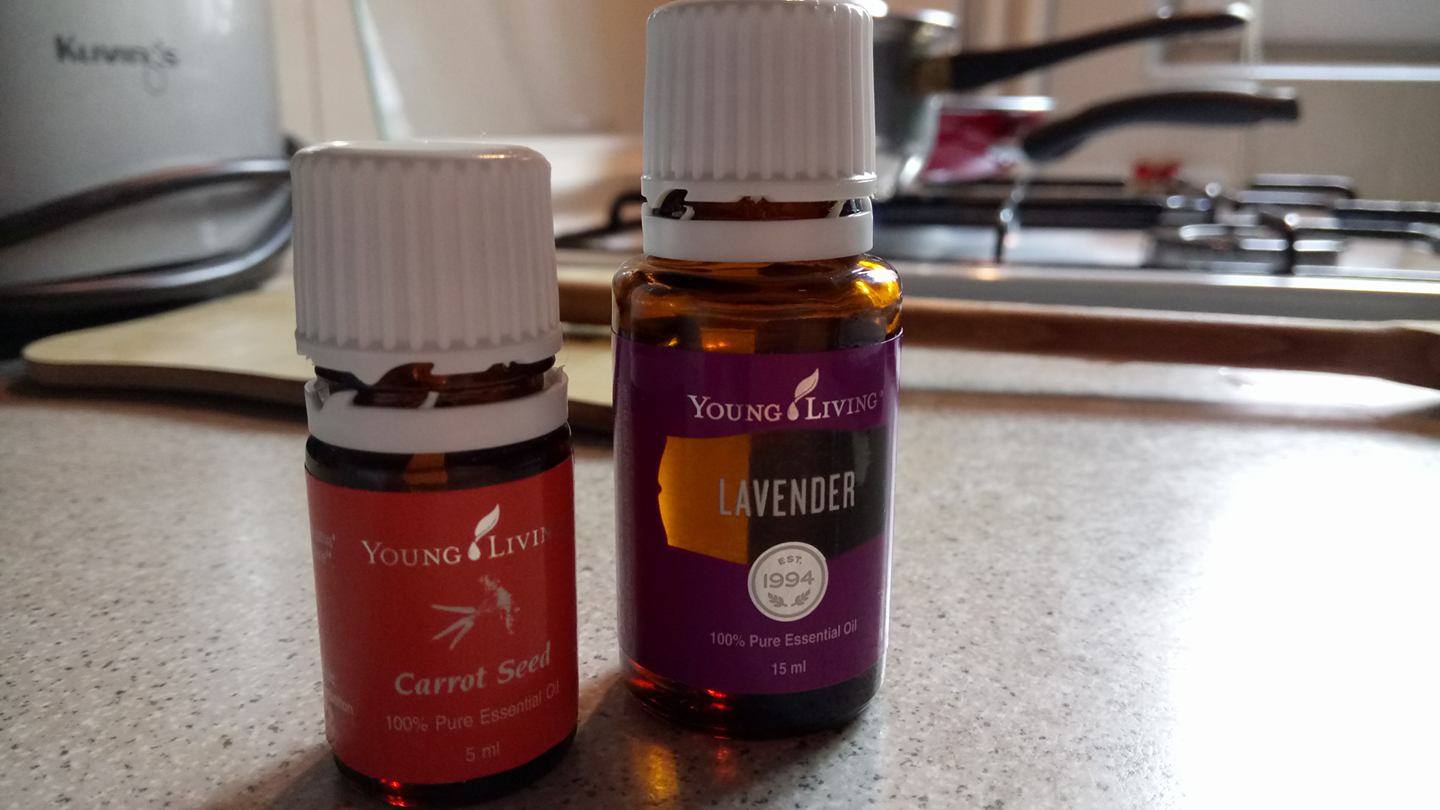 Kuvings
YOUNG LIVIN
Carrot Seed
100% Pure Essential Oil
5 ml
YOUNG LIVING®
LAVENDER
EST.
1994
100% Pure Essential Oil
15 ml